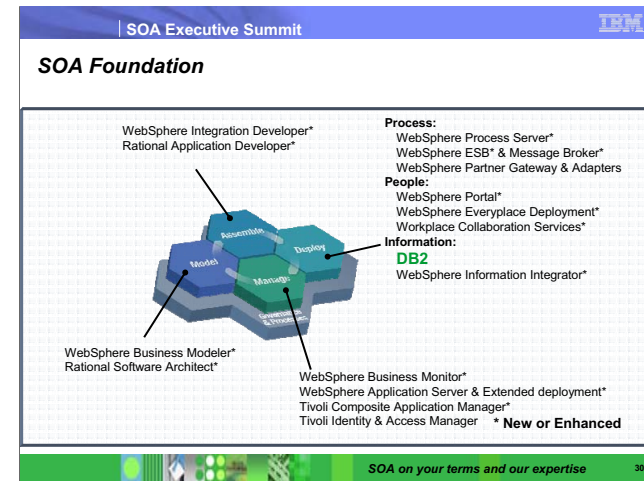 SOA Executive Summit
IBM
SOA Foundation
WebSphere Integration Developer*
Rational Application Developer*
Process:
WebSphere Process Server*
WebSphere ESB* & Message Broker*
WebSphere Partner Gateway & Adapters
People:
WebSphere Portal*
WebSphere Everyplace Deployment*
Workplace Collaboration Services*
Information:
DB2
WebSphere Information Integrator*
Assemble
Deploy
Model
Manage
Governance
& Processes
WebSphere Business Modeler*
Rational Software Architect*
WebSphere Business Monitor*
WebSphere Application Server & Extended deployment*
Tivoli Composite Application Manager*
Tivoli Identity & Access Manager
* New or Enhanced
SOA on your terms and our expertise
30